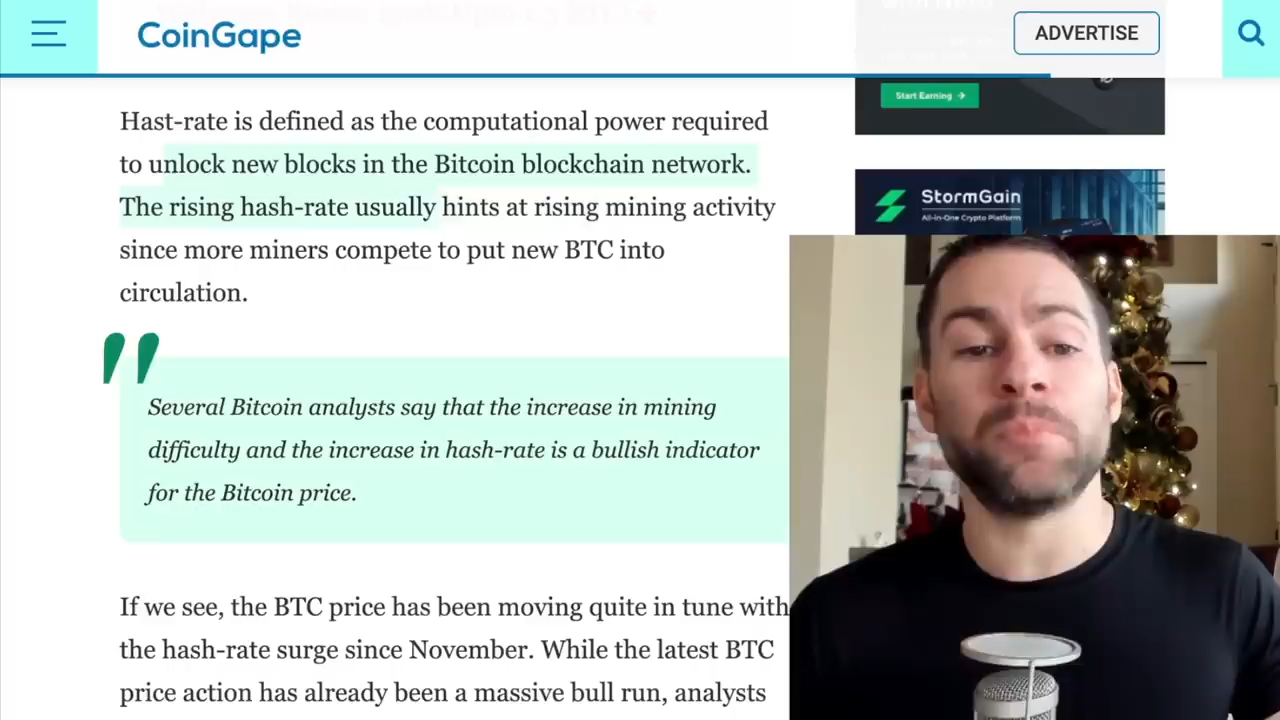 CoinGape
ADVERTISE
Start Earning →
Hast-rate is defined as the computational power required
to unlock new blocks in the Bitcoin blockchain network.
The rising hash-rate usually hints at rising mining activity
since more miners compete to put new BTC into
circulation.
StormGain
All-in-One Crypto Platform
"
Several Bitcoin analysts say that the increase in mining
difficulty and the increase in hash-rate is a bullish indicator
for the Bitcoin price.
If we see, the BTC price has been moving quite in tune with
the hash-rate surge since November. While the latest BTC
price action has already been a massive bull run, analysts